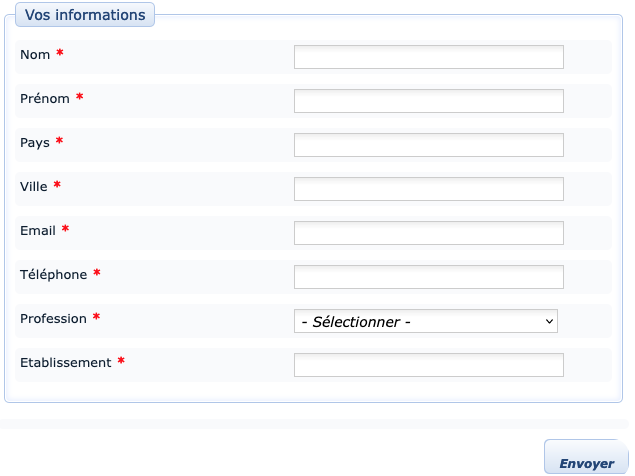 Vos informations
Nom *
Prénom *
Pays *
Ville *
Email *
Téléphone *
Profession * - Sélectionner -
Etablissement *
Envoyer